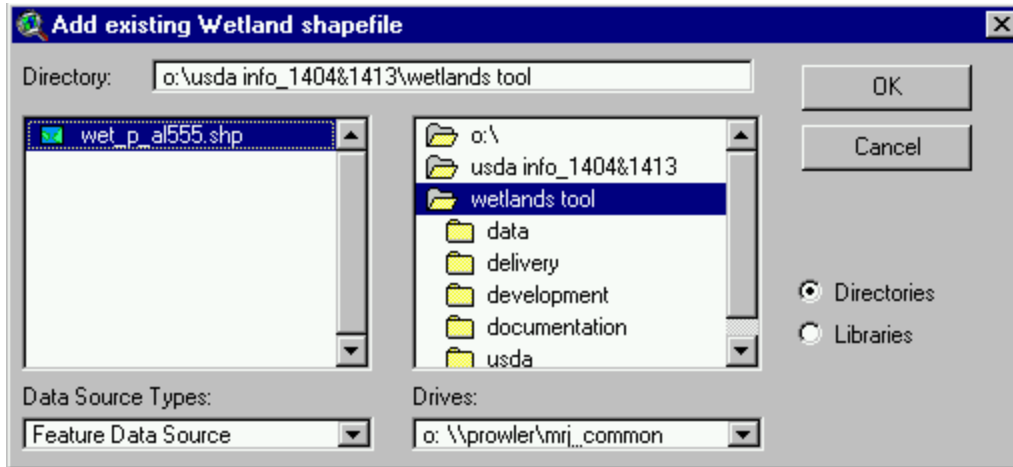 Add existing Wetland shapefile
Directory: o:\usda info_1404&1413\wetlands tool
OK
Cancel
wet_p_al555.shp
o:\
usda info_1404&1413
wetlands tool
data
delivery
development
documentation
usda
Directories
Libraries
Data Source Types:
Feature Data Source
Drives:
o: \\prowler\mrj_common